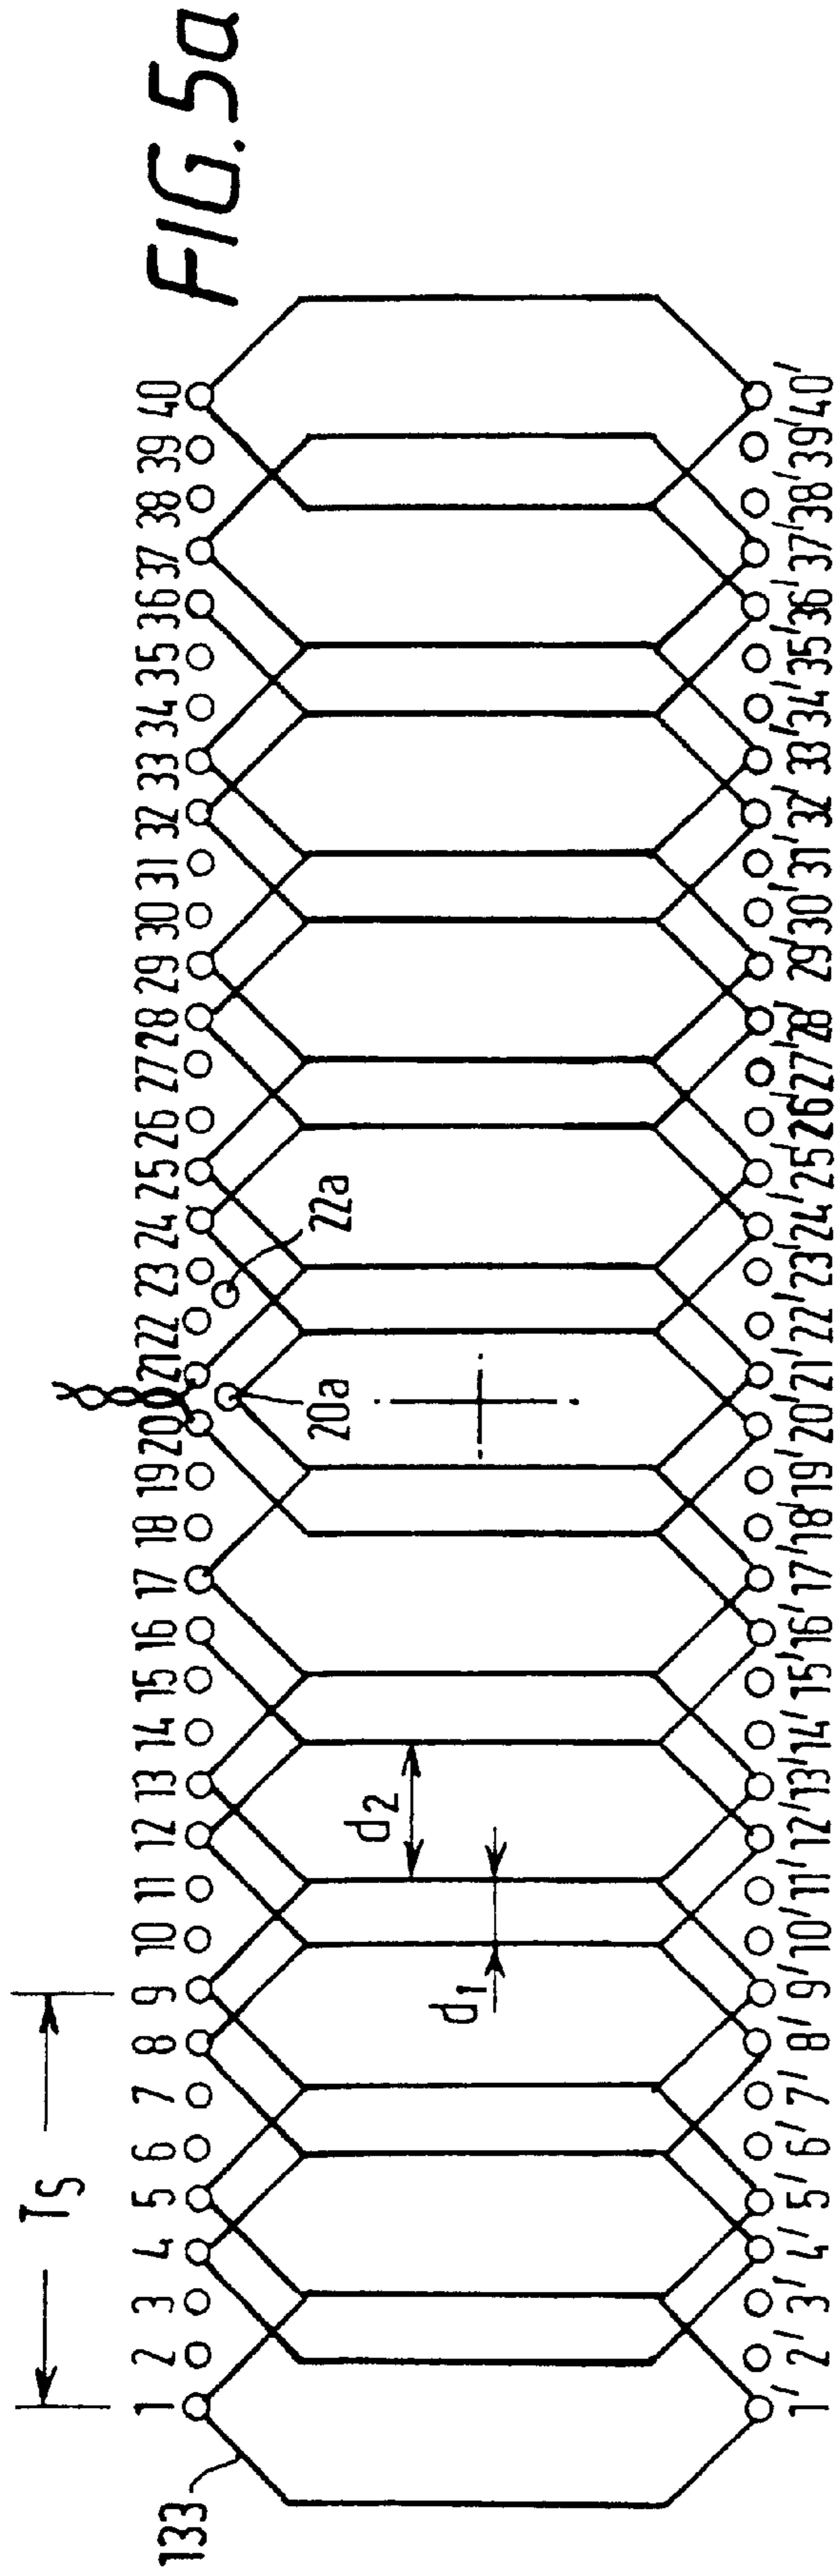 FIG. 5a
Ts
1 2 3 4 5 6 7 8 9 10 11 12 13 14 15 16 17 18 19 20 21 22 23 24 25 26 27 28 29 30 31 32 33 34 35 36 37 38 39 40
133
20a
22a
d2
d1
1' 2' 3' 4' 5' 6' 7' 8' 9' 10' 11' 12' 13' 14' 15' 16' 17' 18' 19' 20' 21' 22' 23' 24' 25' 26' 27' 28' 29' 30' 31' 32' 33' 34' 35' 36' 37' 38' 39' 40'